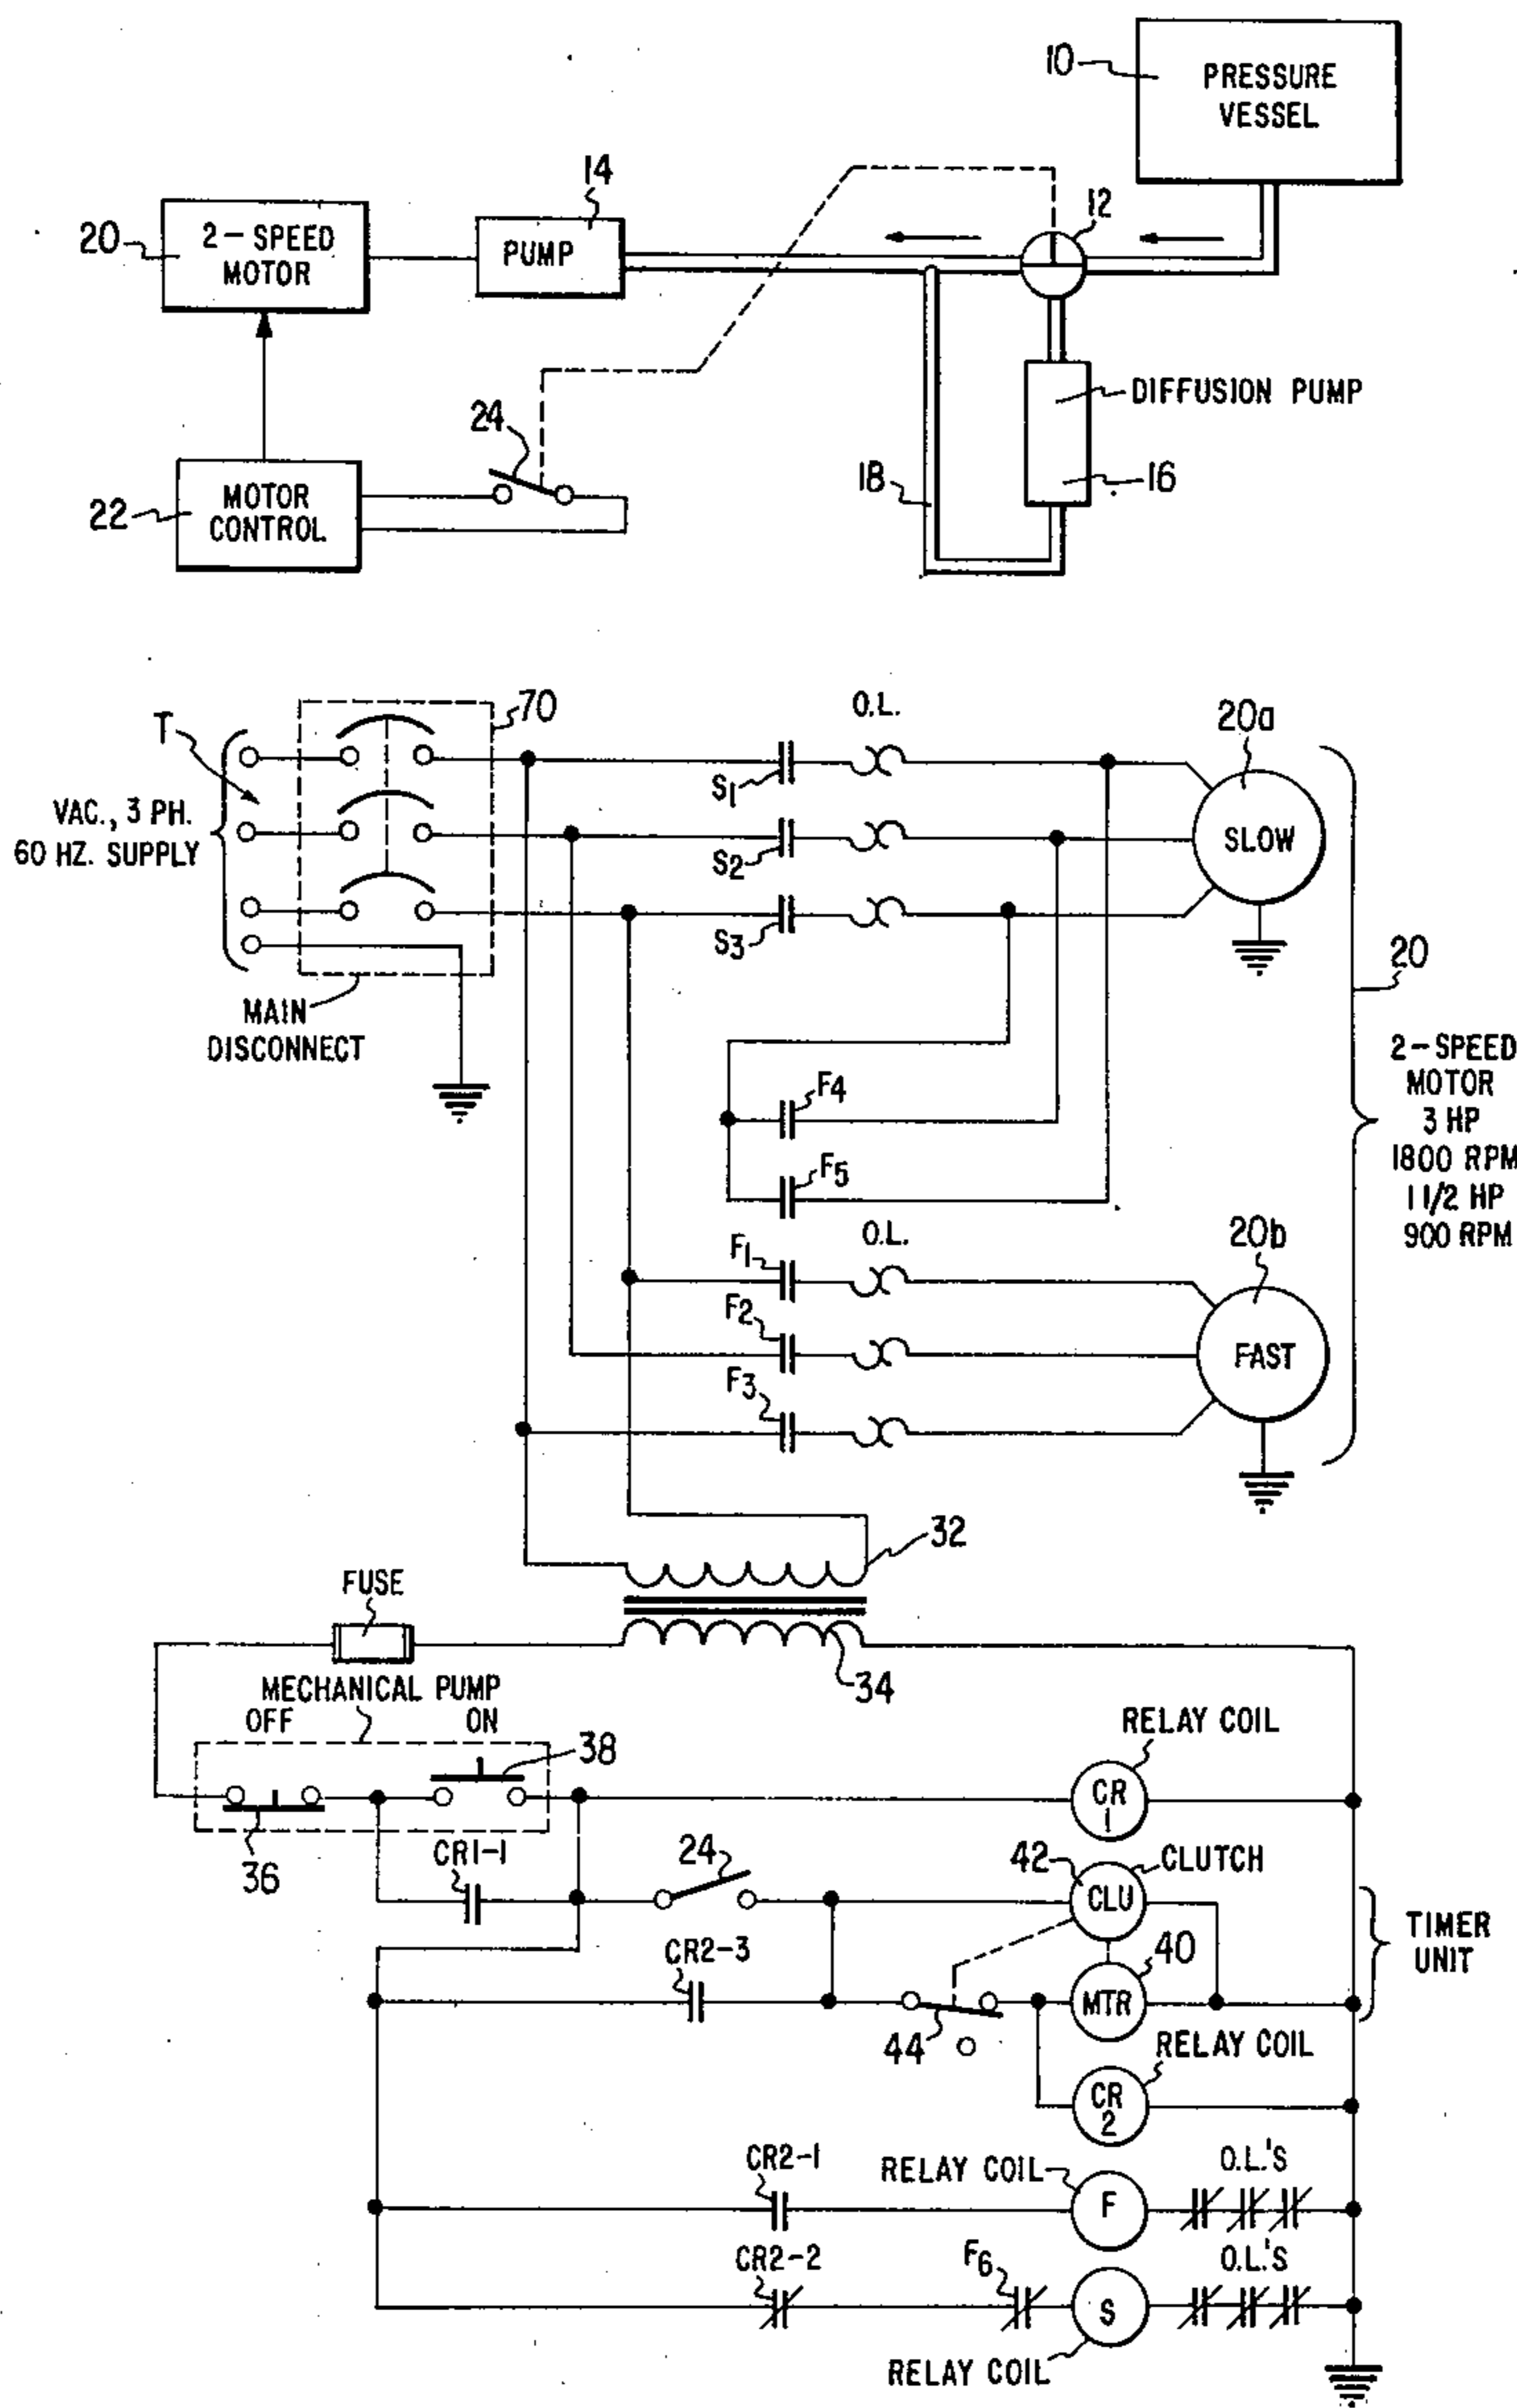 10
PRESSURE
VESSEL
14
12
20
2-SPEED
MOTOR
PUMP
24
DIFFUSION PUMP
18
16
22
MOTOR
CONTROL
70
O.L.
20a
T
S1
VAC., 3 PH.
60 HZ. SUPPLY
S2
SLOW
S3
20
MAIN
DISCONNECT
2-SPEED
MOTOR
3 HP
1800 RPM
1 1/2 HP
900 RPM
F4
F5
F1
O.L.
20b
F2
FAST
F3
32
FUSE
34
MECHANICAL PUMP
OFF
ON
RELAY COIL
38
CR
1
36
CR1-1
24
42
CLUTCH
CLU
TIMER
UNIT
CR2-3
40
MTR
44
RELAY COIL
CR
2
CR2-1
RELAY COIL
F
O.L.'S
CR2-2
F6
O.L.'S
S
RELAY COIL